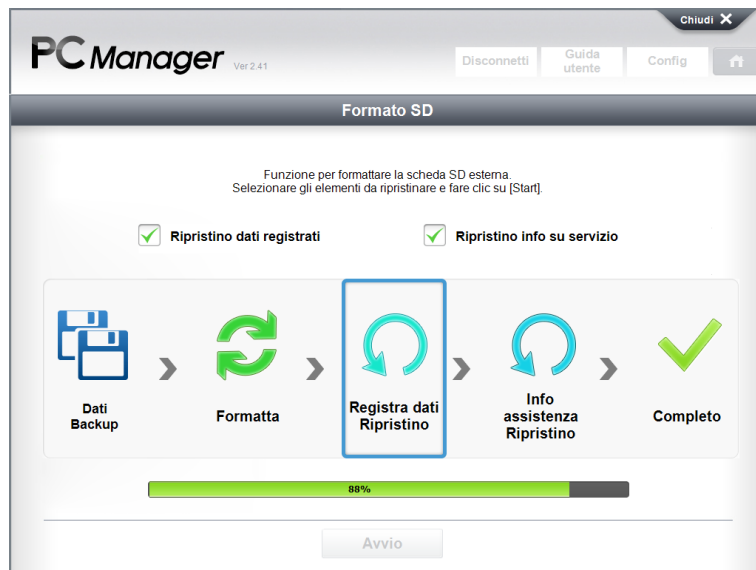 Chiudi X
PC Manager Ver 2.41
Disconnetti
Guida
utente
Config
Formato SD
Funzione per formattare la scheda SD esterna.
Selezionare gli elementi da ripristinare e fare clic su [Start].
Ripristino dati registrati
Ripristino info su servizio
Dati
Backup
Formatta
Registra dati
Ripristino
Info
assistenza
Ripristino
Completo
88%
Avvio